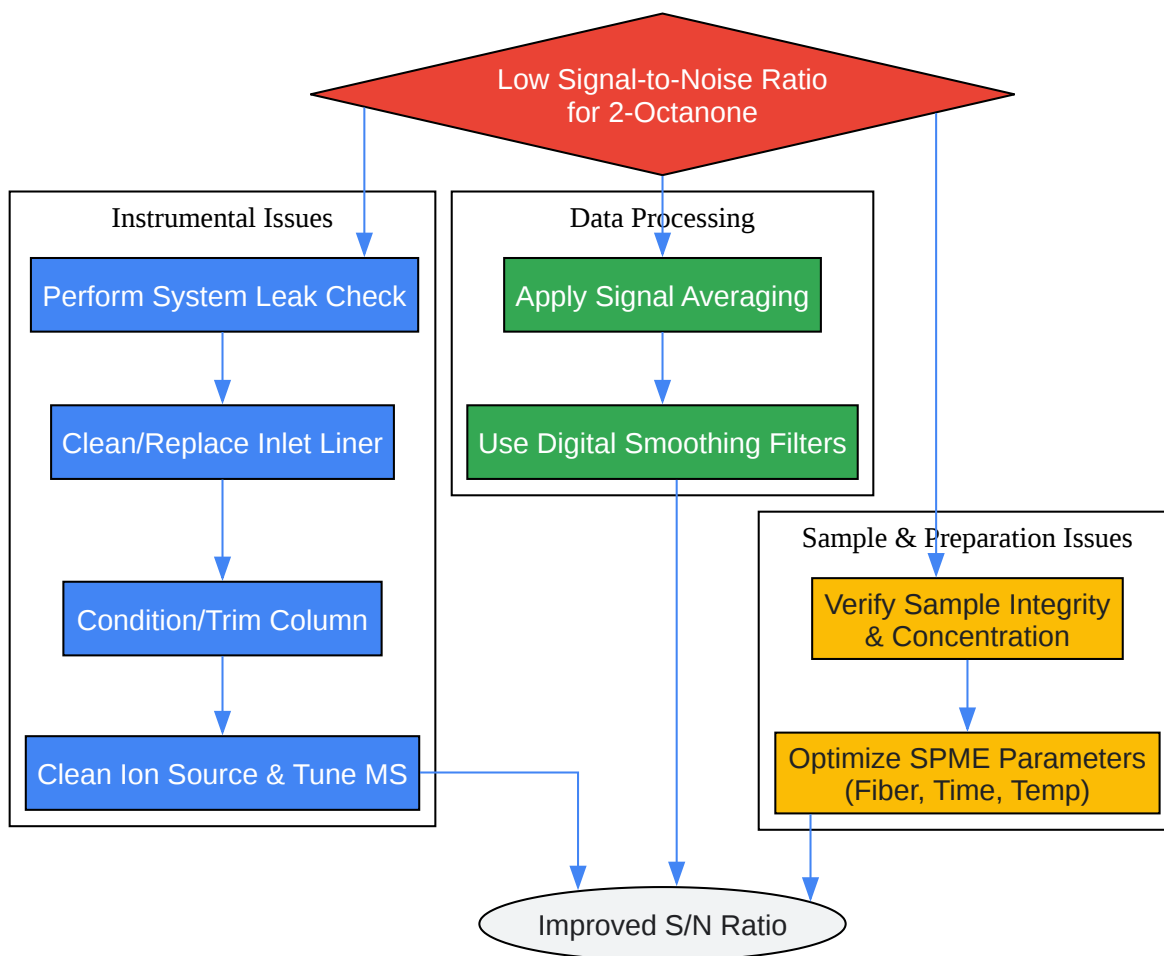 Low Signal-to-Noise Ratio
for 2-Octanone
Instrumental Issues
Perform System Leak Check
Clean/Replace Inlet Liner
Condition/Trim Column
Clean Ion Source & Tune MS
Data Processing
Apply Signal Averaging
Use Digital Smoothing Filters
Sample & Preparation Issues
Verify Sample Integrity
& Concentration
Optimize SPME Parameters
(Fiber, Time, Temp)
Improved S/N Ratio